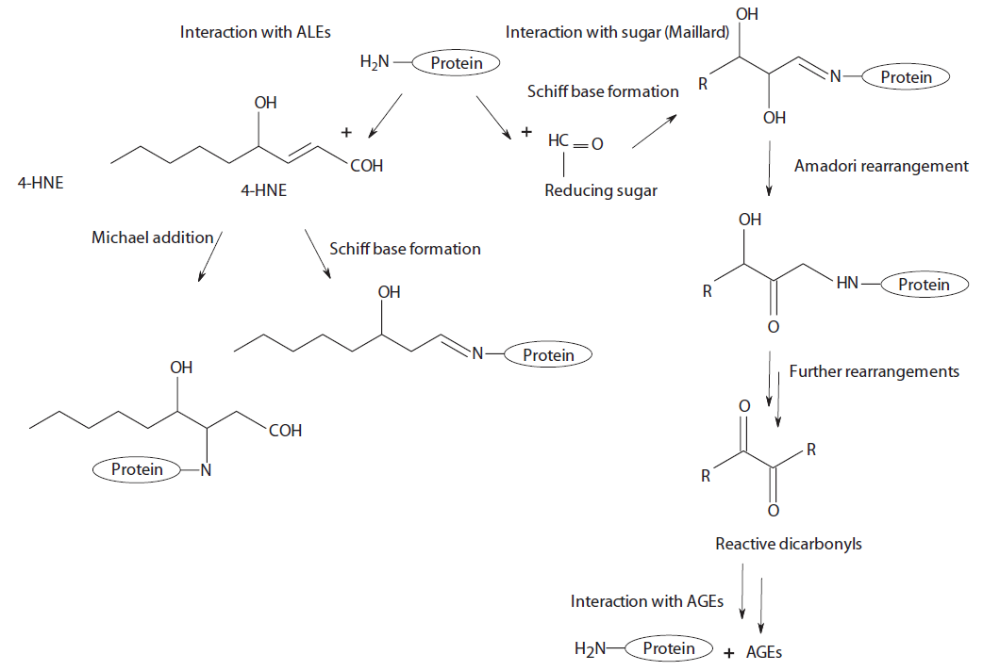 OH
Interaction with ALEs
Interaction with sugar (Maillard)
H2N
Protein
R
N
Protein
Schiff base formation
OH
OH
+
+
HC=O
COH
4-HNE
4-HNE
Reducing sugar
Amadori rearrangement
Michael addition
Schiff base formation
OH
R
HN
Protein
O
OH
N
Protein
Further rearrangements
OH
COH
Protein
N
O
R
R
O
Reactive dicarbonyls
Interaction with AGEs
H2N
Protein
+ AGEs